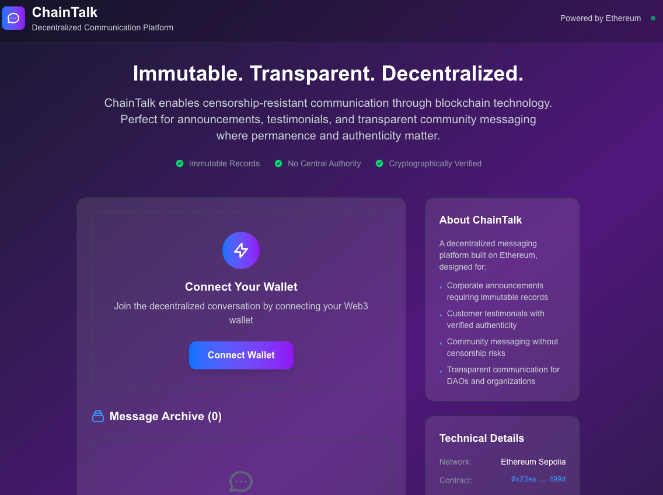 ChainTalk
Decentralized Communication Platform
Powered by Ethereum
Immutable. Transparent. Decentralized.
ChainTalk enables censorship-resistant communication through blockchain technology.
Perfect for announcements, testimonials, and transparent community messaging
where permanence and authenticity matter.
Immutable Records
No Central Authority
Cryptographically Verified
Connect Your Wallet
Join the decentralized conversation by connecting your Web3
wallet
Connect Wallet
Message Archive (0)
About ChainTalk
A decentralized messaging
platform built on Ethereum,
designed for:
• Corporate announcements
requiring immutable records
• Customer testimonials with
verified authenticity
• Community messaging without
censorship risks
• Transparent communication for
DAOs and organizations
Technical Details
Network: Ethereum Sepolia
Contract: 0x23ea...499d